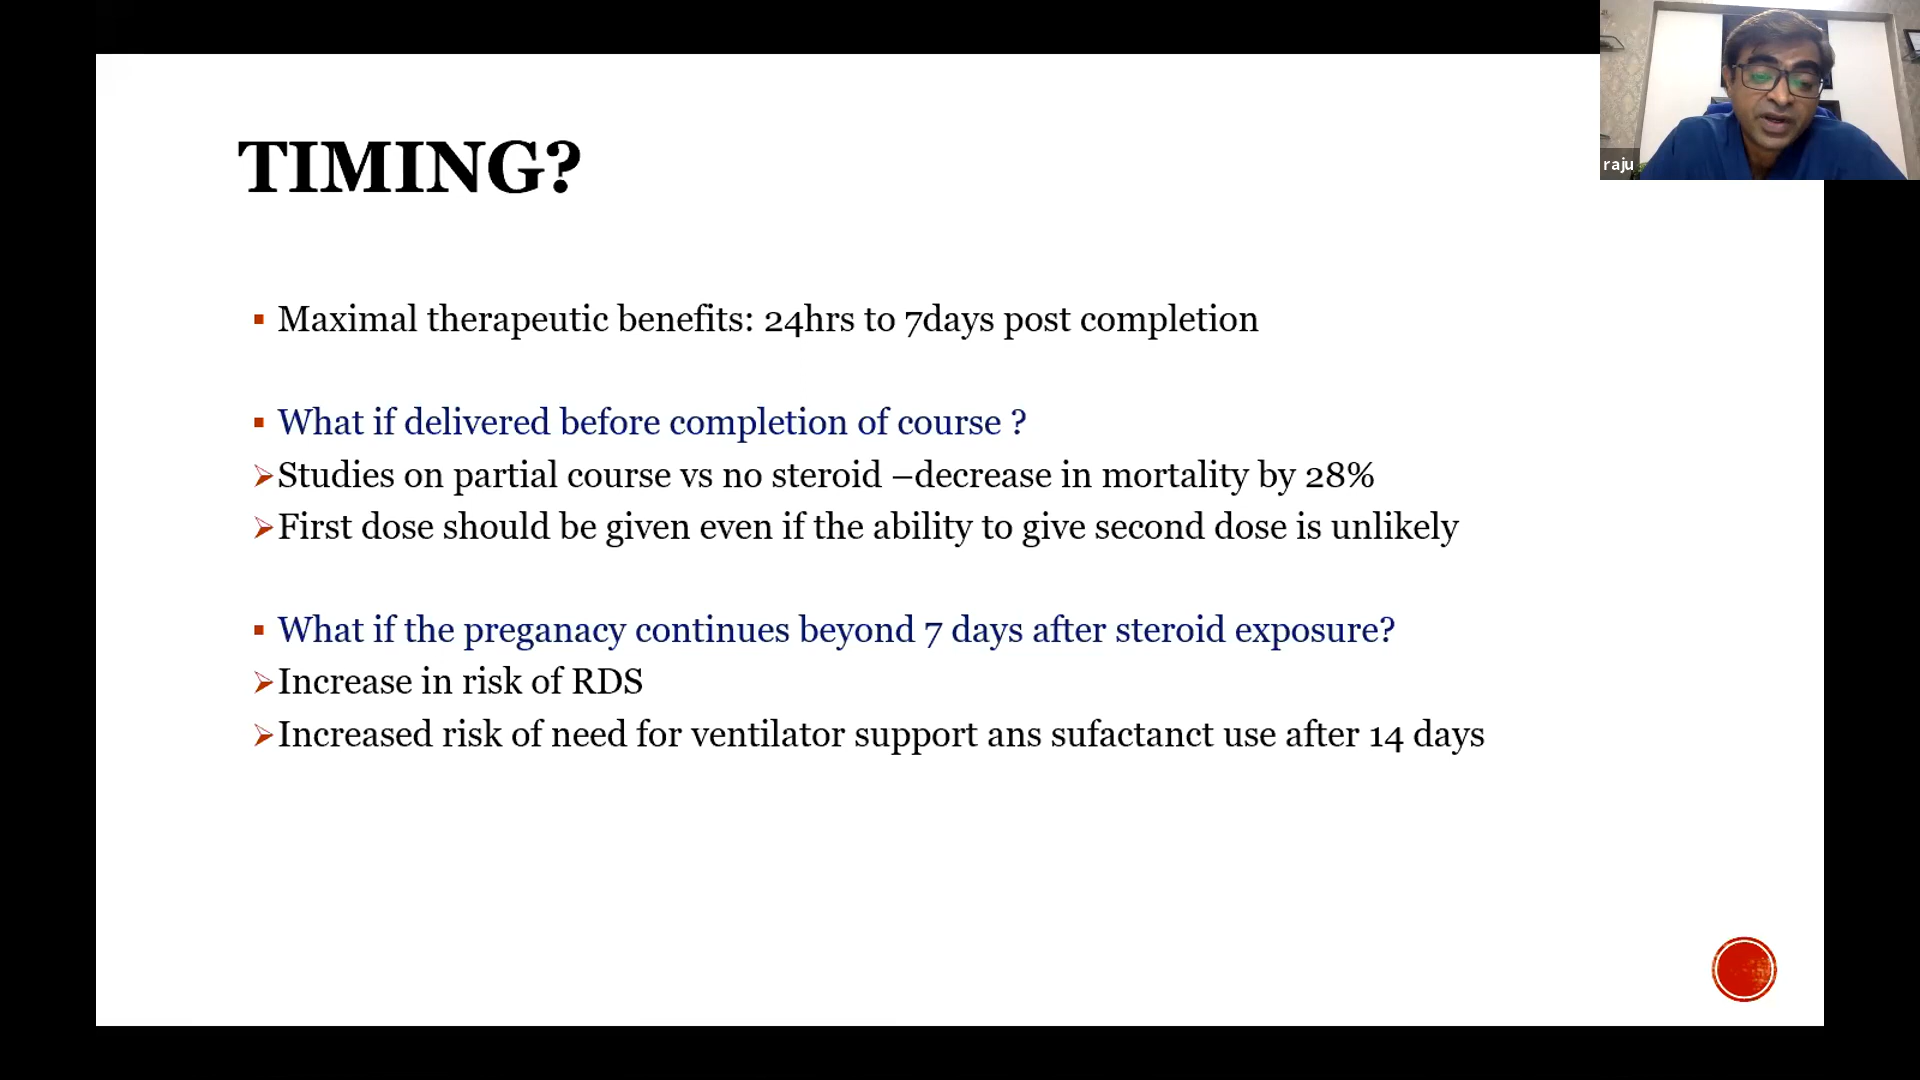 TIMING?
raju
▪ Maximal therapeutic benefits: 24hrs to 7days post completion
▪ What if delivered before completion of course ?
➢Studies on partial course vs no steroid –decrease in mortality by 28%
➢First dose should be given even if the ability to give second dose is unlikely
▪ What if the preganacy continues beyond 7 days after steroid exposure?
➢Increase in risk of RDS
➢Increased risk of need for ventilator support ans sufactanct use after 14 days